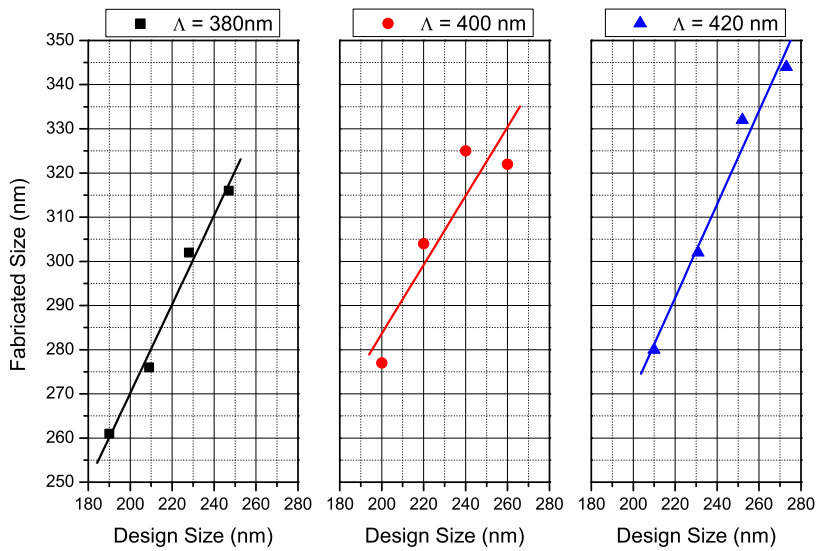 Λ = 380nm
Λ = 400 nm
Λ = 420 nm
Fabricated Size (nm)
350
340
330
320
310
300
290
280
270
260
250
180 200 220 240 260 280
180 200 220 240 260 280
180 200 220 240 260 280
Design Size (nm)
Design Size (nm)
Design Size (nm)